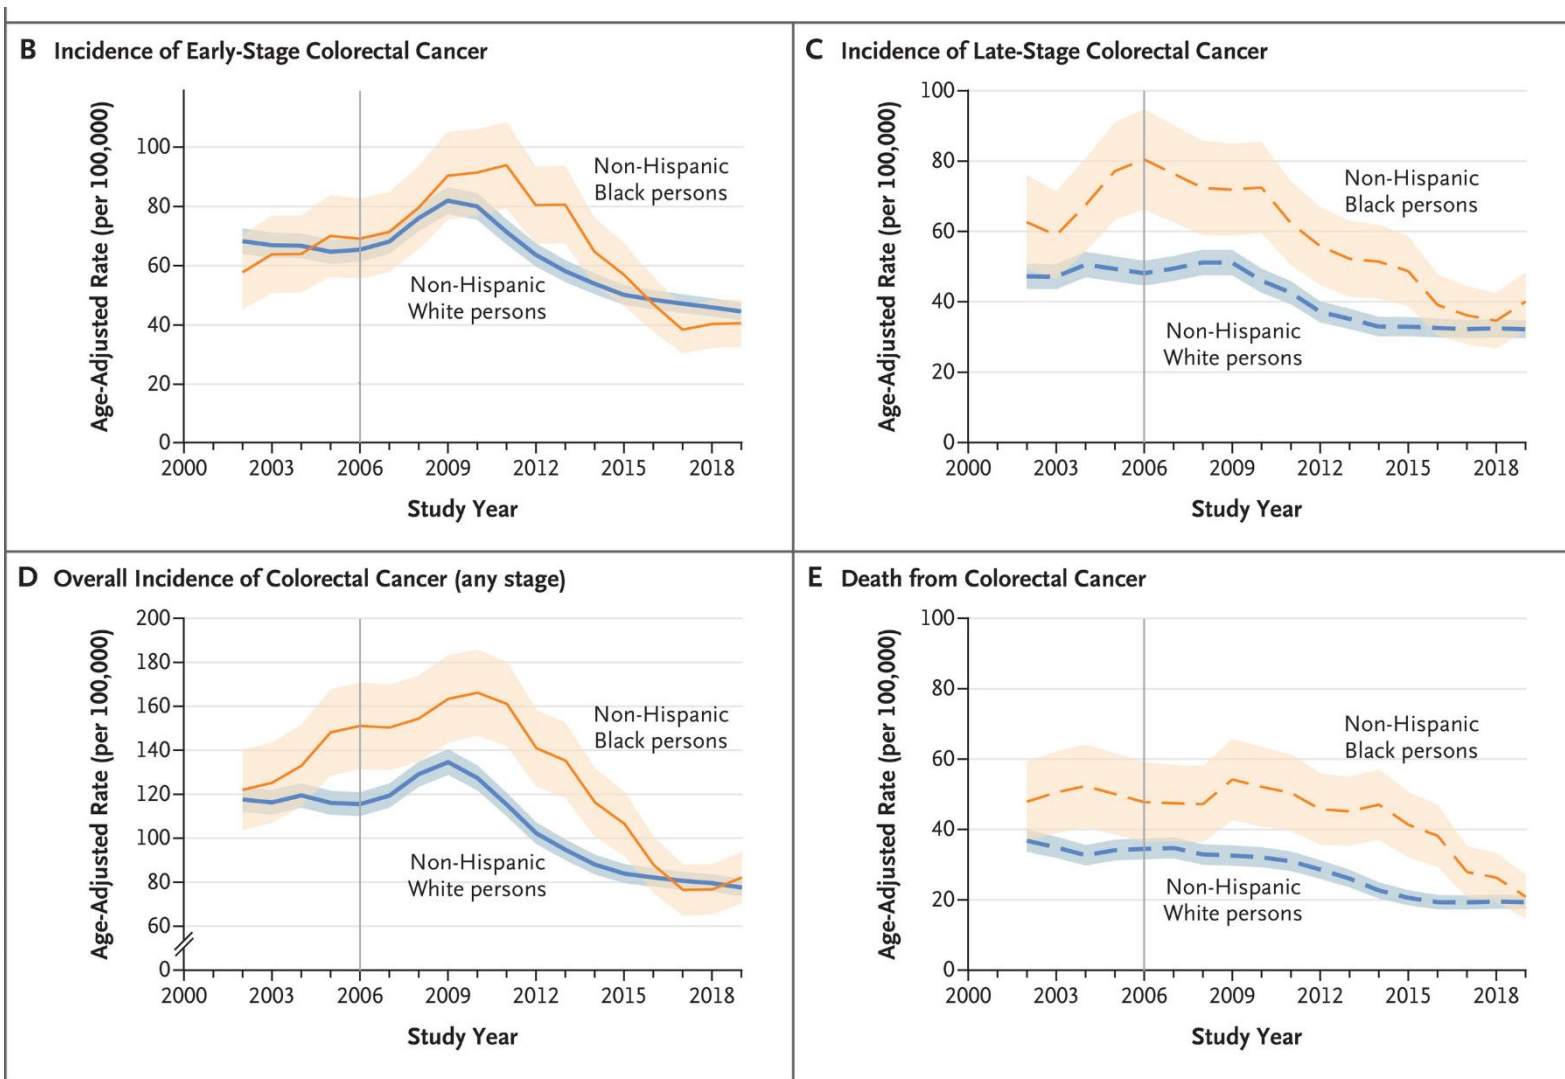 B Incidence of Early-Stage Colorectal Cancer
Age-Adjusted Rate (per 100,000)
100
80
60
40
20
0
Non-Hispanic
Black persons
Non-Hispanic
White persons
2000 2003 2006 2009 2012 2015 2018
Study Year
C Incidence of Late-Stage Colorectal Cancer
Age-Adjusted Rate (per 100,000)
100
80
60
40
20
0
Non-Hispanic
Black persons
Non-Hispanic
White persons
2000 2003 2006 2009 2012 2015 2018
Study Year
D Overall Incidence of Colorectal Cancer (any stage)
Age-Adjusted Rate (per 100,000)
200
180
160
140
120
100
80
60
0
Non-Hispanic
Black persons
Non-Hispanic
White persons
2000 2003 2006 2009 2012 2015 2018
Study Year
E Death from Colorectal Cancer
Age-Adjusted Rate (per 100,000)
100
80
60
40
20
0
Non-Hispanic
Black persons
Non-Hispanic
White persons
2000 2003 2006 2009 2012 2015 2018
Study Year